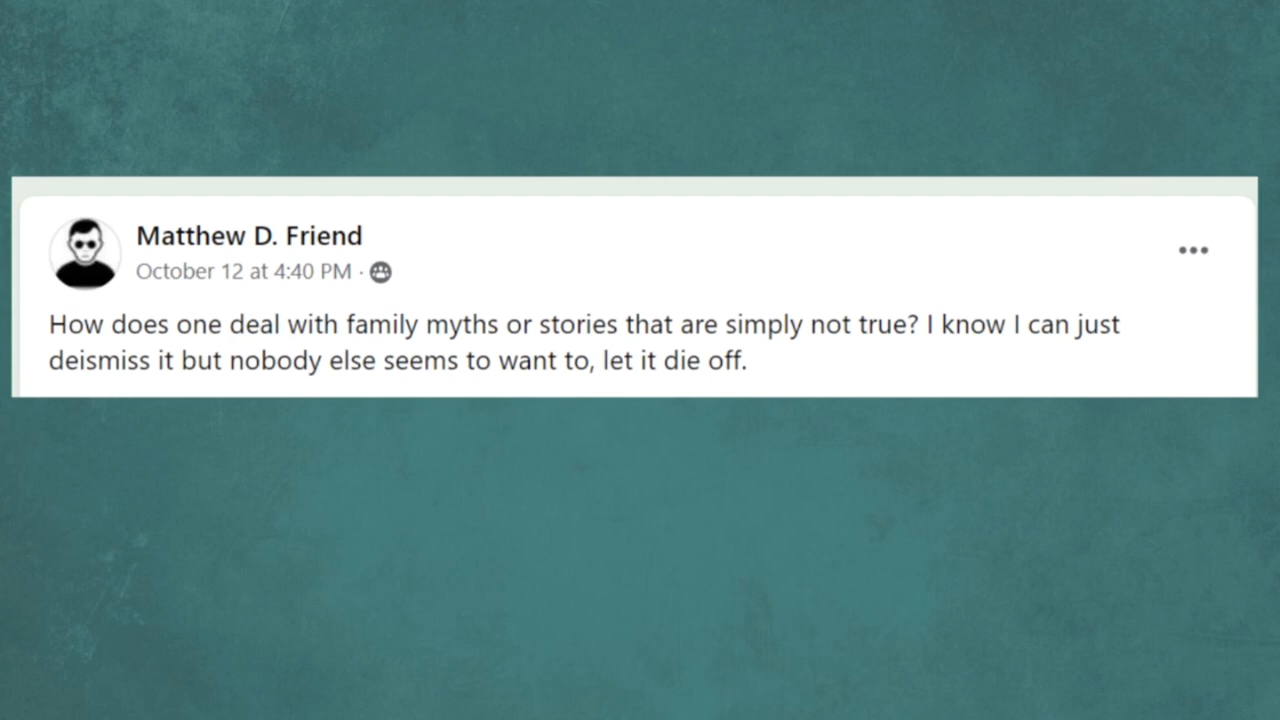 Matthew D. Friend
October 12 at 4:40 PM ·
How does one deal with family myths or stories that are simply not true? I know I can just
deismiss it but nobody else seems to want to, let it die off.